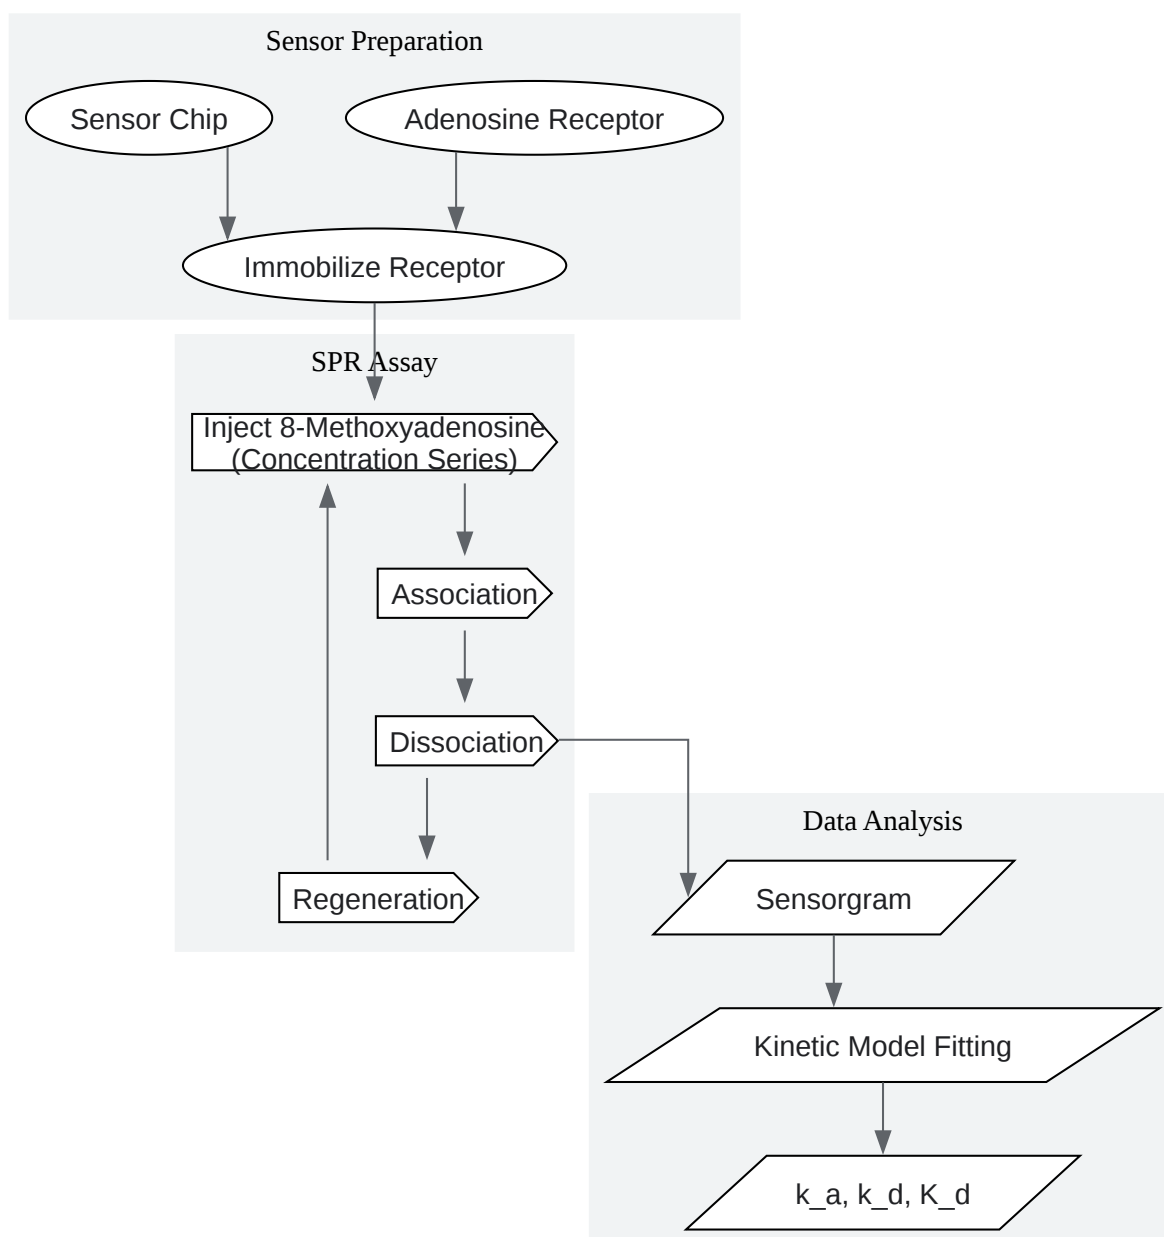 Sensor Preparation
Sensor Chip
Adenosine Receptor
Immobilize Receptor
SPR Assay
Inject 8-Methoxyadenosine
(Concentration Series)
Association
Dissociation
Regeneration
Data Analysis
Sensorgram
Kinetic Model Fitting
k_a, k_d, K_d